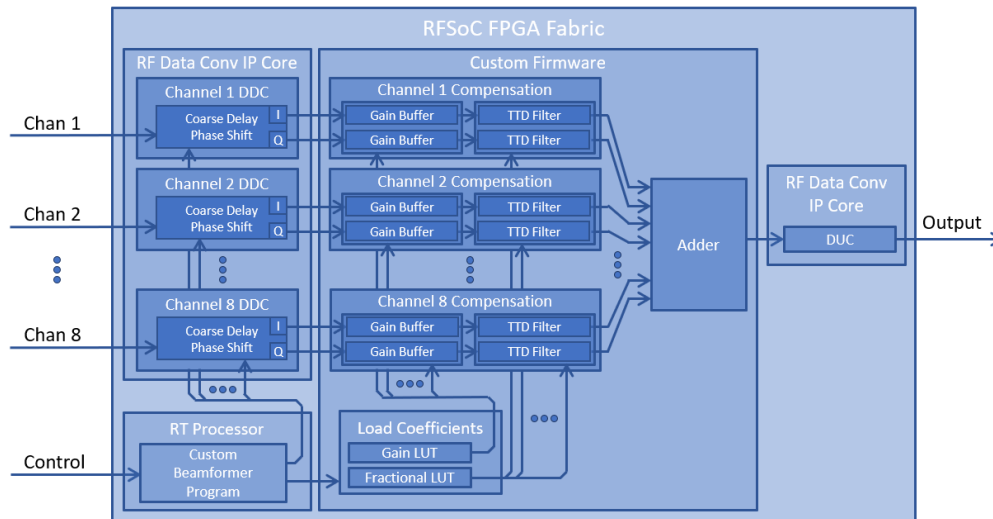 RFSoC FPGA Fabric
RF Data Conv IP Core
Custom Firmware
Channel 1 DDC
Coarse Delay
Phase Shift
I
Q
Channel 1 Compensation
Gain Buffer
TTD Filter
Gain Buffer
TTD Filter
Chan 1
Channel 2 DDC
Coarse Delay
Phase Shift
I
Q
Channel 2 Compensation
Gain Buffer
TTD Filter
Gain Buffer
TTD Filter
Chan 2
Channel 8 DDC
Coarse Delay
Phase Shift
I
Q
Channel 8 Compensation
Gain Buffer
TTD Filter
Gain Buffer
TTD Filter
Chan 8
Adder
RF Data Conv
IP Core
DUC
Output
RT Processor
Custom
Beamformer
Program
Control
Load Coefficients
Gain LUT
Fractional LUT